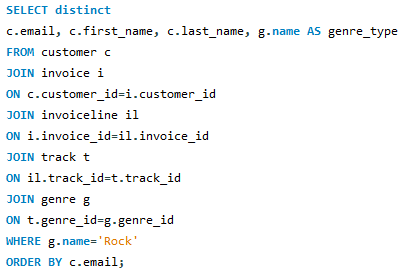 SELECT distinct
c.email, c.first_name, c.last_name, g.name AS genre_type
FROM customer c
JOIN invoice i
ON c.customer_id=i.customer_id
JOIN invoiceline il
ON i.invoice_id=il.invoice_id
JOIN track t
ON il.track_id=t.track_id
JOIN genre g
ON t.genre_id=g.genre_id
WHERE g.name='Rock'
ORDER BY c.email;